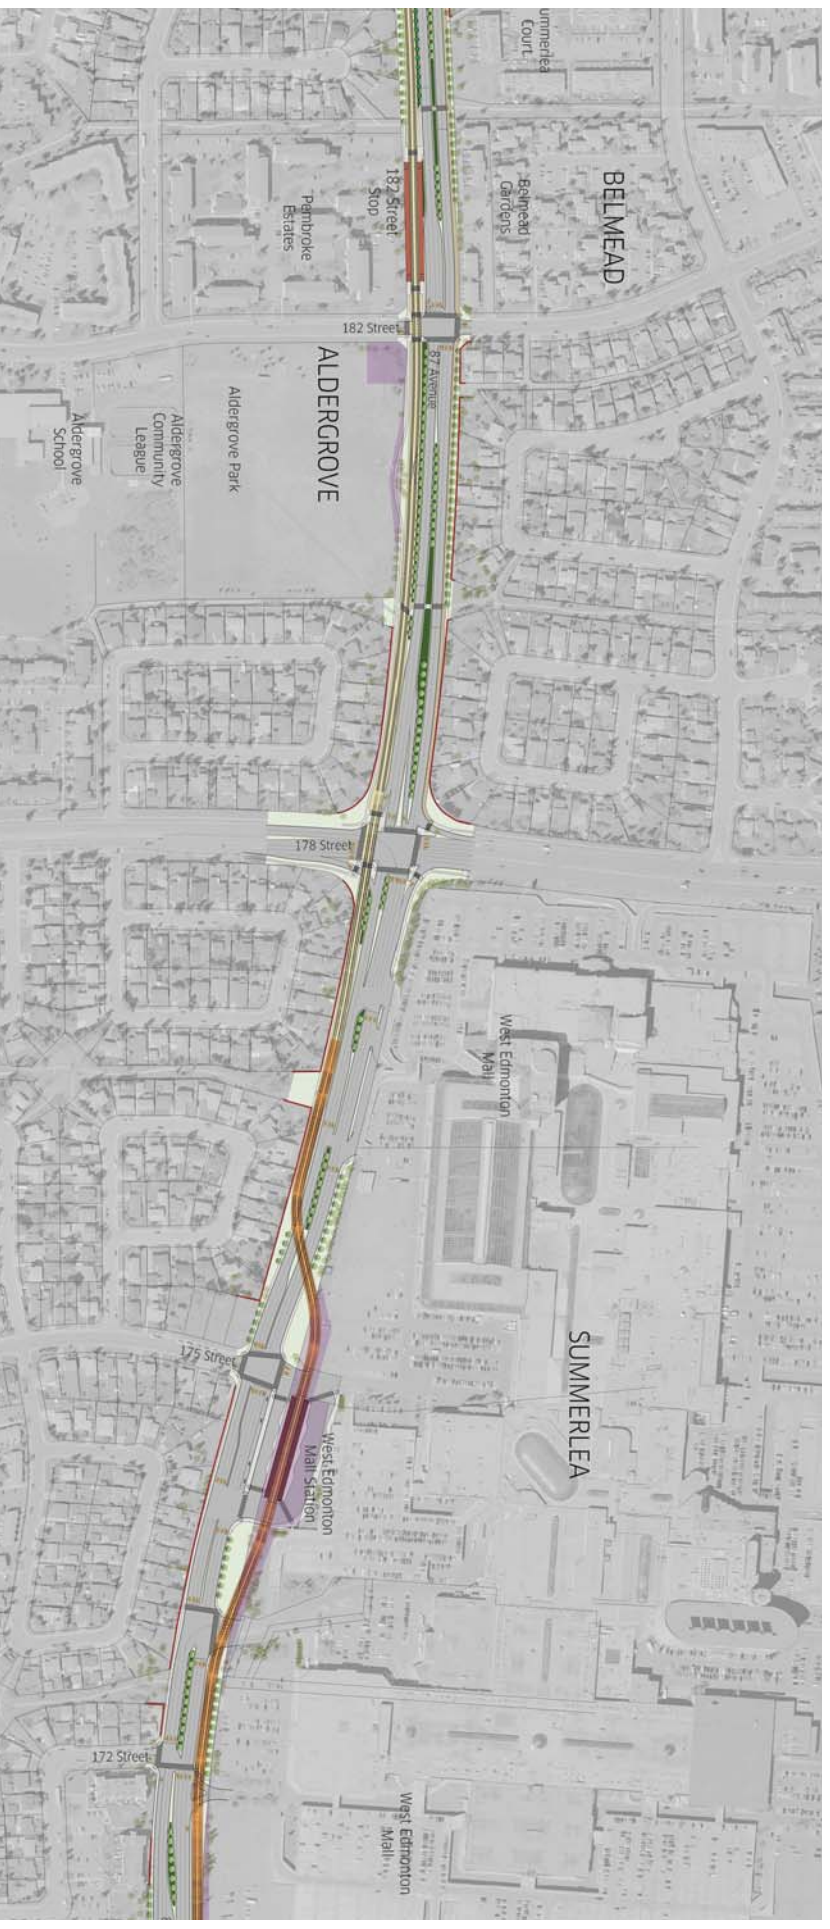 ummerlea
Court
BELMEAD
Belmead
Gardens
182 Street
Stop
Pembroke
Estates
182 Street
87 Avenue
ALDERGROVE
Aldergrove Park
Aldergrove
Community
League
Aldergrove
School
178 Street
West Edmonton
Mall
SUMMERLEA
175 Street
West Edmonton
Mall Station
172 Street
West Edmonton
Mall